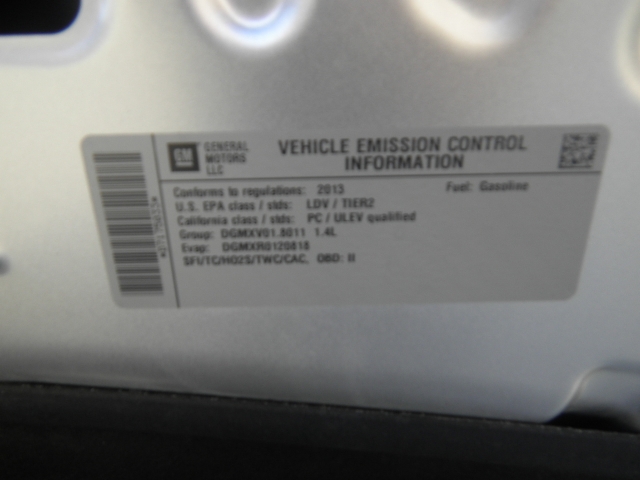 GM
GENERAL
MOTORS
LLC
VEHICLE EMISSION CONTROL
INFORMATION
Conforms to regulations: 2013 Fuel: Gasoline
U.S. EPA class / stds: LDV / TIER2
California class / stds: PC / ULEV qualified
Group: DGMXV01.8011 1.4L
Evap: DGMXR0120818
SFI/TC/HO2S/TWC/CAC, OBD: II